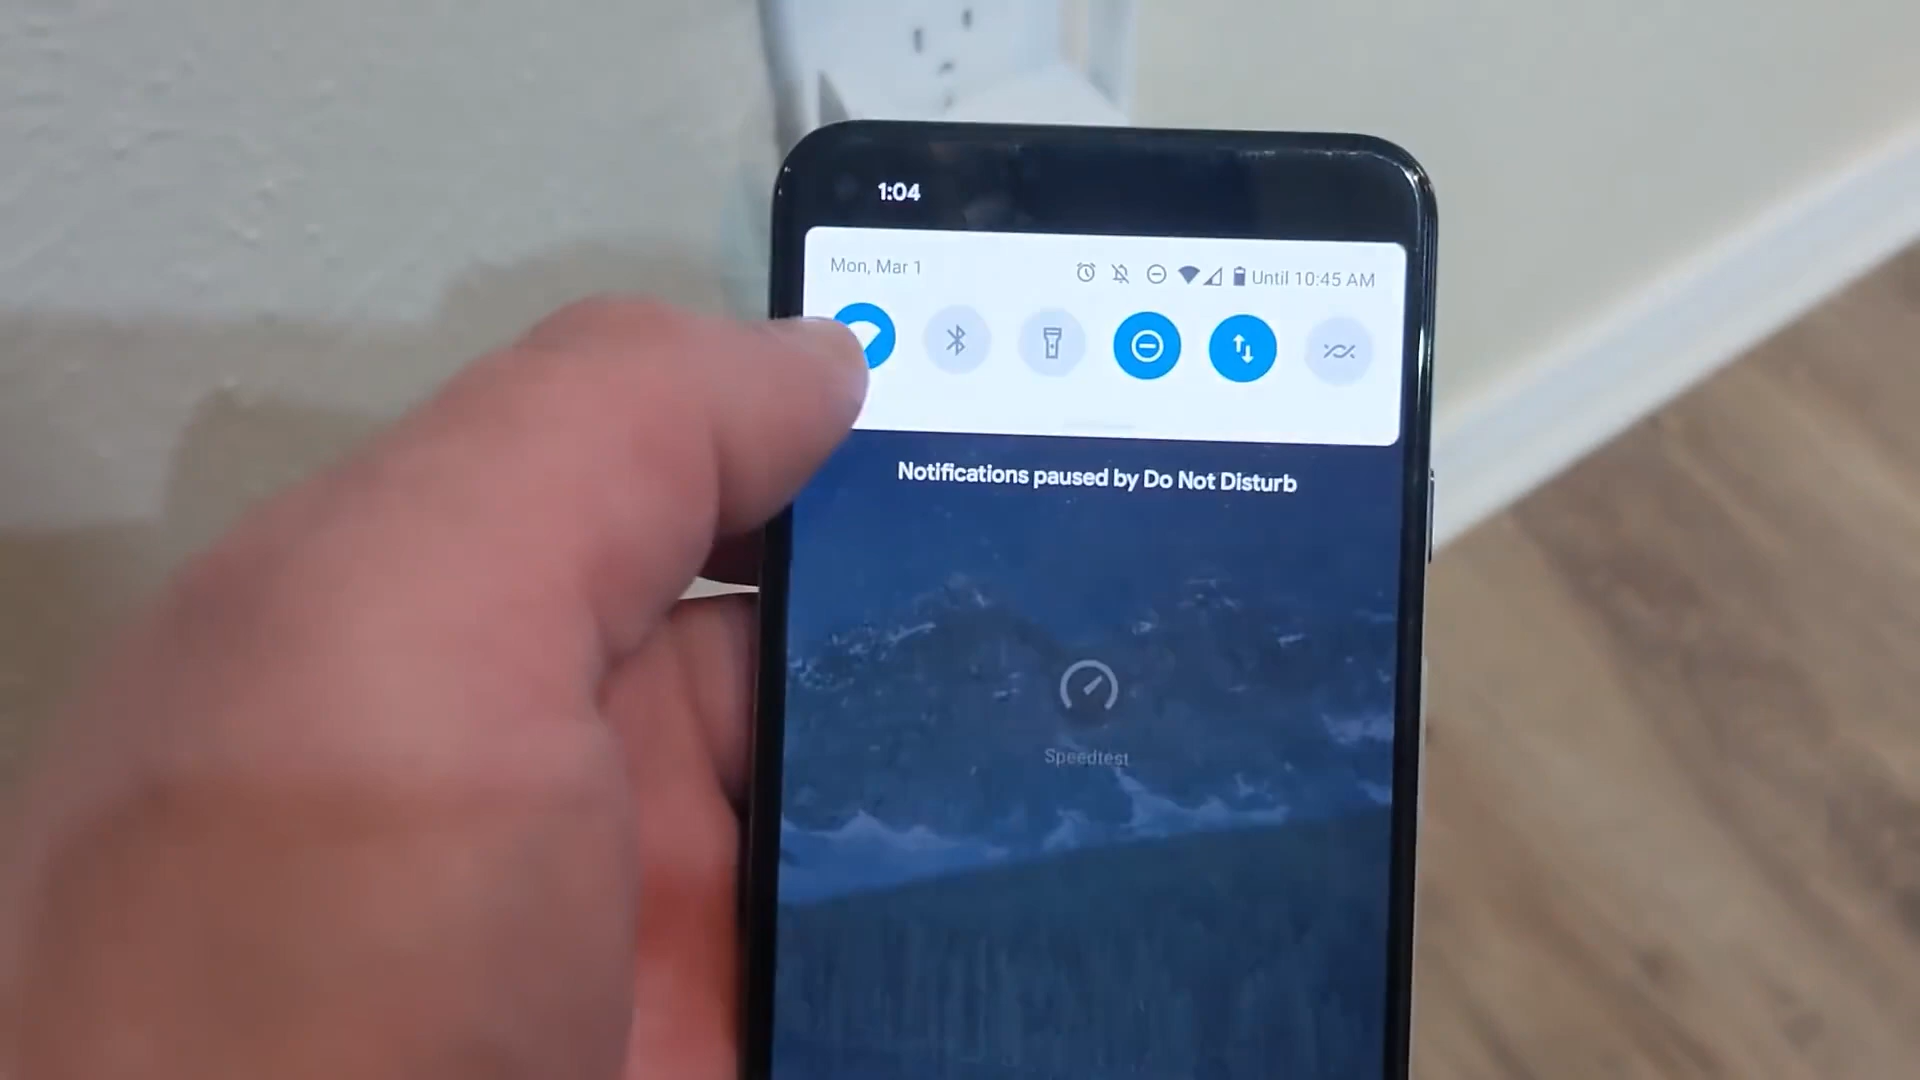 1:04
Mon, Mar 1
Until 10:45 AM
Notifications paused by Do Not Disturb
Speedtest